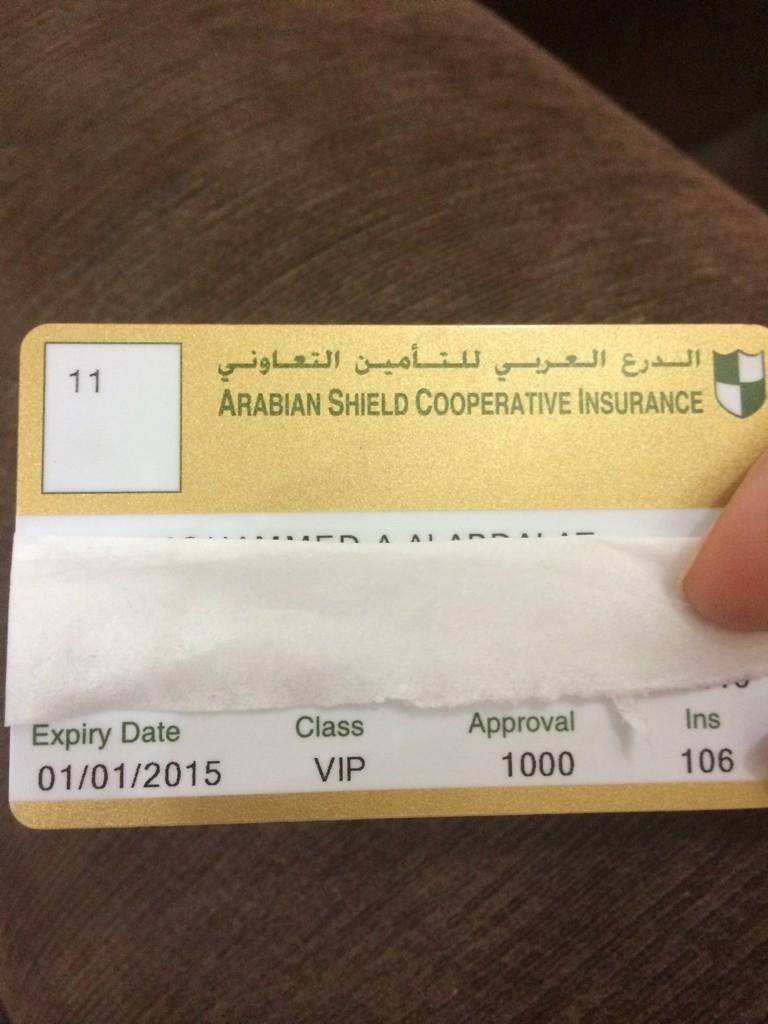 11
الدرع العربي للتأمين التعاوني
ARABIAN SHIELD COOPERATIVE INSURANCE
Expiry Date Class Approval Ins
01/01/2015 VIP 1000 106